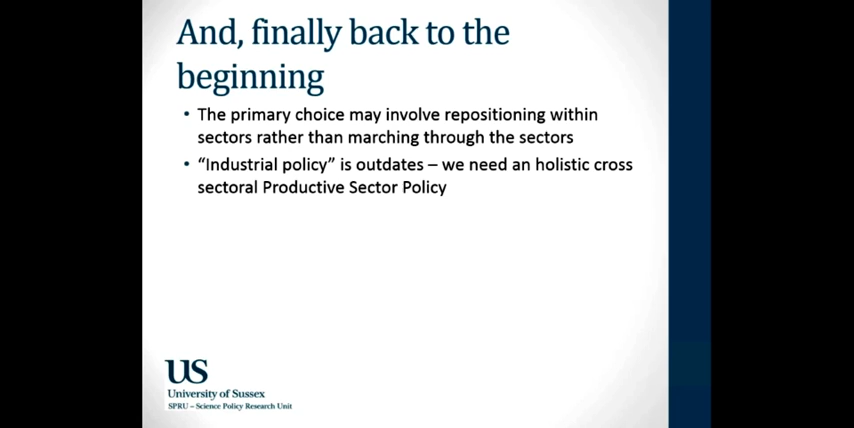 And, finally back to the
beginning
• The primary choice may involve repositioning within
sectors rather than marching through the sectors
• “Industrial policy” is outdates – we need an holistic cross
sectoral Productive Sector Policy
US
University of Sussex
SPRU – Science Policy Research Unit